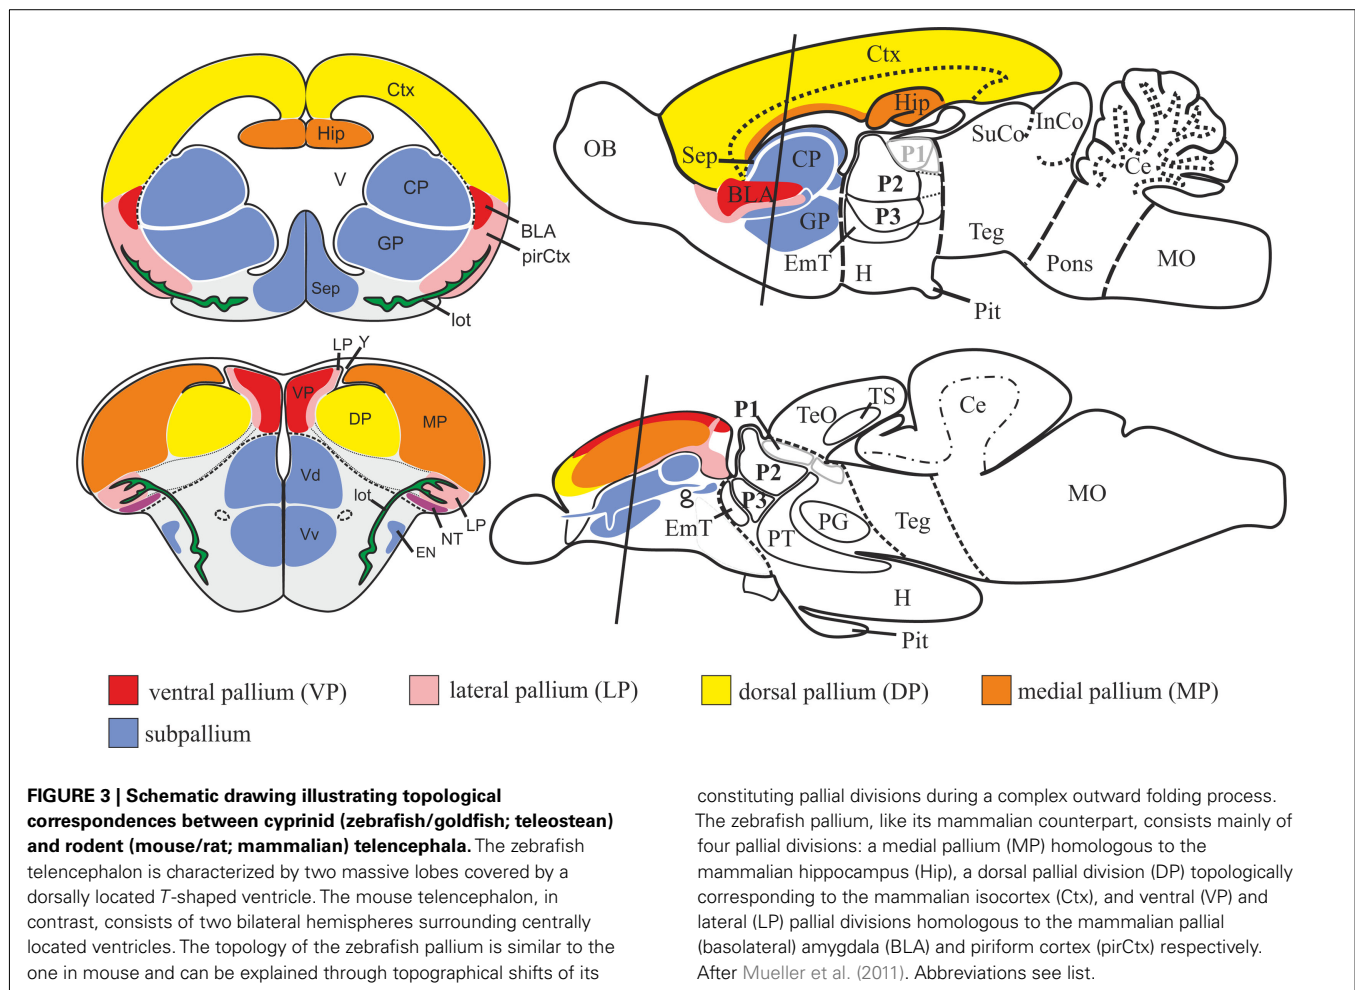 Ctx
Hip
V
CP
GP
Sep
BLA
pirCtx
lot
Ctx
Hip
OB
Sep
CP
BLA
GP
EmT
H
P1
P2
P3
SuCo
InCo
Ce
Teg
Pons
MO
Pit
LP Y
VP
DP
MP
Vd
Vv
lot
LP
NT
EN
P1
P2
P3
EmT
TeO
TS
Ce
PG
PT
Teg
MO
H
Pit
ventral pallium (VP)
lateral pallium (LP)
dorsal pallium (DP)
medial pallium (MP)
subpallium
FIGURE 3 | Schematic drawing illustrating topological
correspondences between cyprinid (zebrafish/goldfish; teleostean)
and rodent (mouse/rat; mammalian) telencephala. The zebrafish
telencephalon is characterized by two massive lobes covered by a
dorsally located T-shaped ventricle. The mouse telencephalon, in
contrast, consists of two bilateral hemispheres surrounding centrally
located ventricles. The topology of the zebrafish pallium is similar to the
one in mouse and can be explained through topographical shifts of its
constituting pallial divisions during a complex outward folding process.
The zebrafish pallium, like its mammalian counterpart, consists mainly of
four pallial divisions: a medial pallium (MP) homologous to the
mammalian hippocampus (Hip), a dorsal pallial division (DP) topologically
corresponding to the mammalian isocortex (Ctx), and ventral (VP) and
lateral (LP) pallial divisions homologous to the mammalian pallial
(basolateral) amygdala (BLA) and piriform cortex (pirCtx) respectively.
After Mueller et al. (2011). Abbreviations see list.